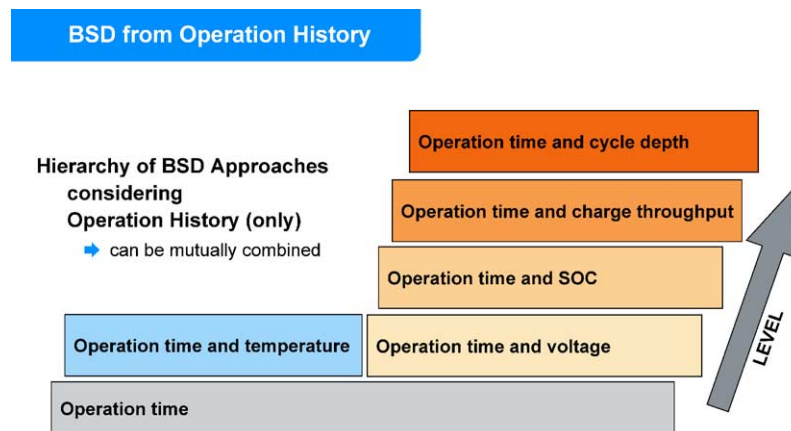 BSD from Operation History
Hierarchy of BSD Approaches
considering
Operation History (only)
can be mutually combined
Operation time and cycle depth
Operation time and charge throughput
Operation time and SOC
Operation time and temperature
Operation time and voltage
Operation time
LEVEL